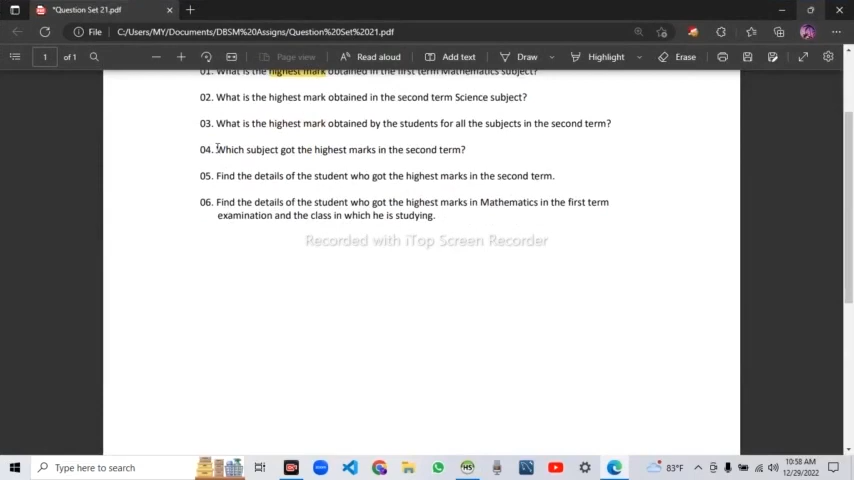 *Question Set 21.pdf
File
C:/Users/MY/Documents/DBSM%20Assigns/Question%20Set%2021.pdf
1 of 1
Page view
Read aloud
Add text
Draw
Highlight
Erase
01. What is the highest mark obtained in the first term Mathematics subject?
02. What is the highest mark obtained in the second term Science subject?
03. What is the highest mark obtained by the students for all the subjects in the second term?
04. Which subject got the highest marks in the second term?
05. Find the details of the student who got the highest marks in the second term.
06. Find the details of the student who got the highest marks in Mathematics in the first term
examination and the class in which he is studying.
Recorded with iTop Screen Recorder
Type here to search
83°F
10:58 AM
12/29/2022